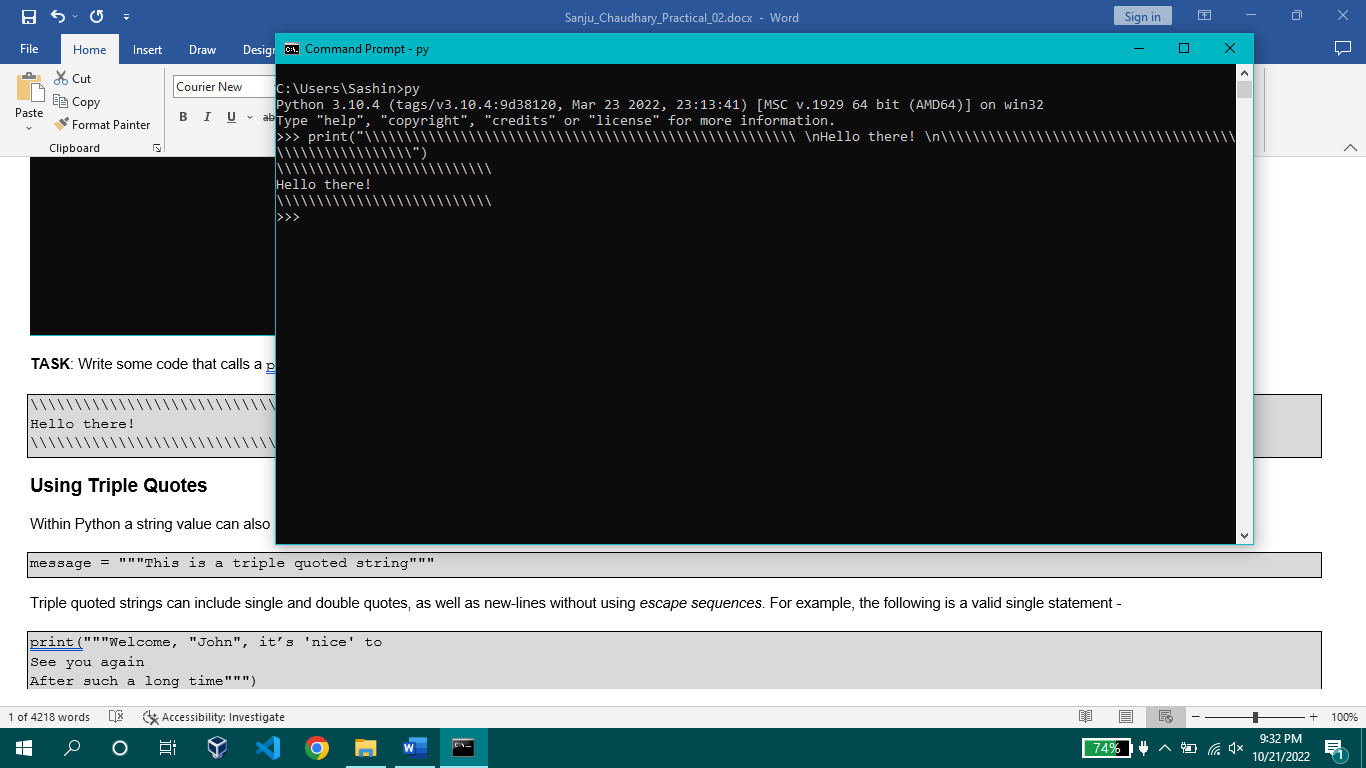 Sanju_Chaudhary_Practical_02.docx - Word
Sign in
File Home Insert Draw
Command Prompt - py
Cut
Copy
Format Painter
Paste
Clipboard
Courier New
B I U
C:\Users\Sashin>py
Python 3.10.4 (tags/v3.10.4:9d38120, Mar 23 2022, 23:13:41) [MSC v.1929 64 bit (AMD64)] on win32
Type "help", "copyright", "credits" or "license" for more information.
>>> print("\\\\\\\\\\\\\\\\\\\\\\\\\\\\\\\\\\\\\\\\\\\\\\\\\\\\\\ \nHello there! \n\\\\\\\\\\\\\\\\\\\\\\\\\\\\\\\\\\\\\
\\\\\\\\\\\\\\\\\")
\\\\\\\\\\\\\\\\\\\\\\\\\\\
Hello there!
\\\\\\\\\\\\\\\\\\\\\\\\\\\
>>>
TASK: Write some code that calls a
\\\\\\\\\\\\\\\\\\\\\\\\\\\\
Hello there!
\\\\\\\\\\\\\\\\\\\\\\\\\\\\
Using Triple Quotes
Within Python a string value can also
message = """This is a triple quoted string"""
Triple quoted strings can include single and double quotes, as well as new-lines without using escape sequences. For example, the following is a valid single statement -
print("""Welcome, "John", it’s 'nice' to
See you again
After such a long time""")
1 of 4218 words Accessibility: Investigate 100%
74%
9:32 PM
10/21/2022
1